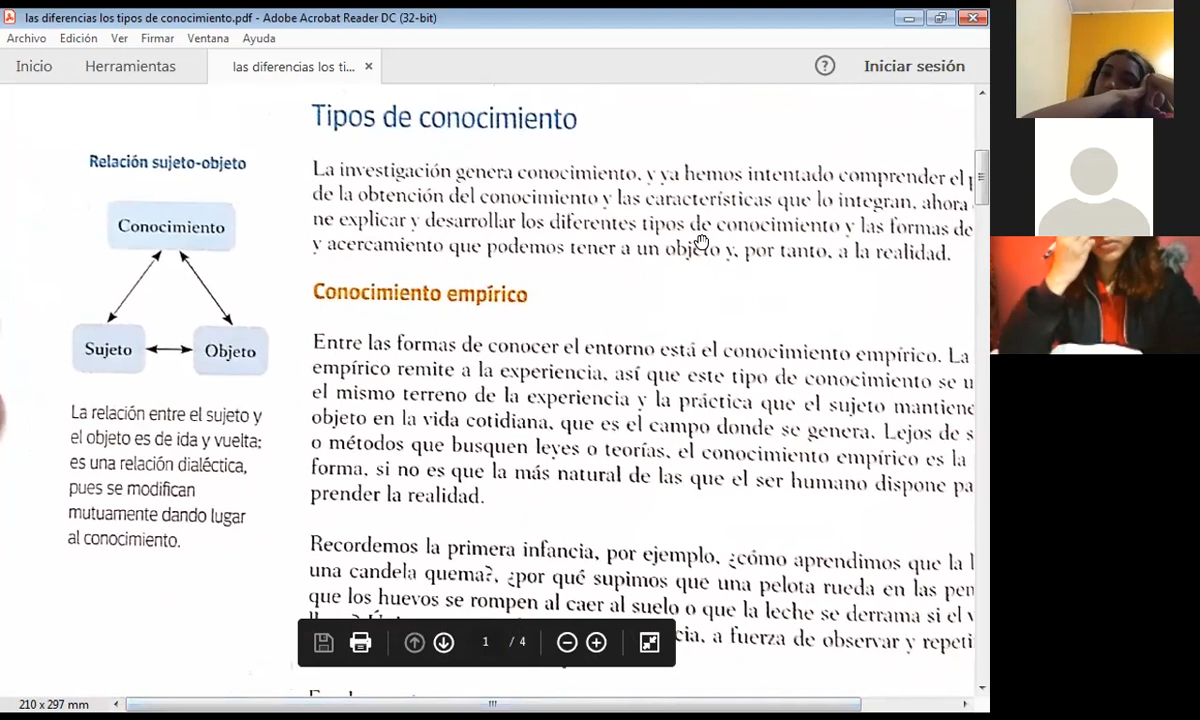 las diferencias los tipos de conocimiento.pdf - Adobe Acrobat Reader DC (32-bit)
Archivo Edición Ver Firmar Ventana Ayuda
Inicio Herramientas las diferencias los ti... × ? Iniciar sesión
Relación sujeto-objeto
Conocimiento
Sujeto Objeto
La relación entre el sujeto y
el objeto es de ida y vuelta:
es una relación dialéctica,
pues se modifican
mutuamente dando lugar
al conocimiento.
Tipos de conocimiento
La investigación genera conocimiento, y ya hemos intentado comprender el
de la obtención del conocimiento y las características que lo integran, ahora
ne explicar y desarrollar los diferentes tipos de conocimiento y las formas de
y acercamiento que podemos tener a un objeto y, por tanto, a la realidad.
Conocimiento empírico
Entre las formas de conocer el entorno está el conocimiento empírico. La
empírico remite a la experiencia, así que este tipo de conocimiento se u
el mismo terreno de la experiencia y la práctica que el sujeto mantiene
objeto en la vida cotidiana, que es el campo donde se genera. Lejos de s
o métodos que busquen leyes o teorías, el conocimiento empírico es la
forma, si no es que la más natural de las que el ser humano dispone pa
prender la realidad.
Recordemos la primera infancia, por ejemplo, ¿cómo aprendimos que la l
una candela quema?, ¿por qué supimos que una pelota rueda en las pen
que los huevos se rompen al caer al suelo o que la leche se derrama si el v
cia, a fuerza de observar y repeti
1 / 4
210 x 297 mm